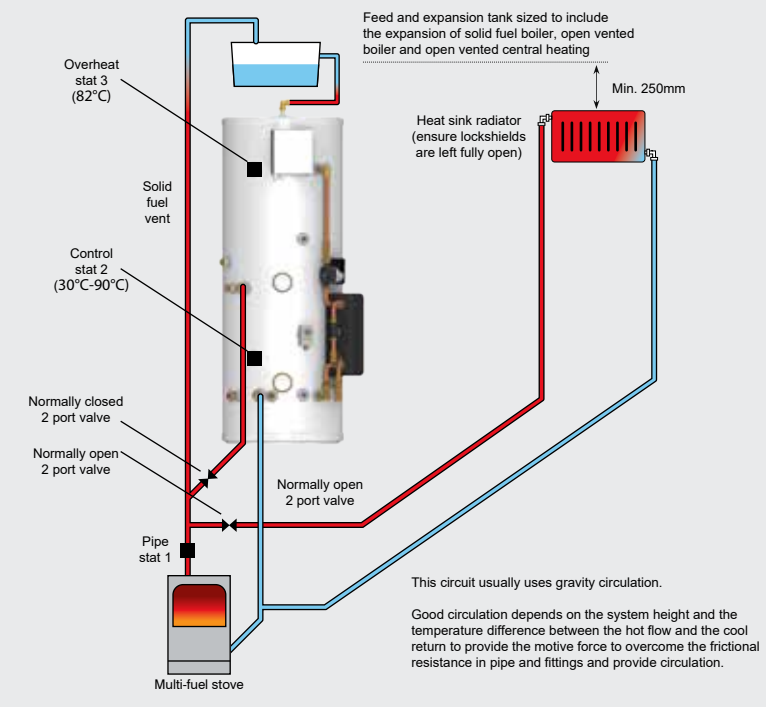 Feed and expansion tank sized to include
the expansion of solid fuel boiler, open vented
boiler and open vented central heating
Min. 250mm
Overheat
stat 3
(82°C)
Heat sink radiator
(ensure lockshields
are left fully open)
Solid
fuel
vent
Control
stat 2
(30°C-90°C)
Normally closed
2 port valve
Normally open
2 port valve
Normally open
2 port valve
Pipe
stat 1
Multi-fuel stove
This circuit usually uses gravity circulation.
Good circulation depends on the system height and the
temperature difference between the hot flow and the cool
return to provide the motive force to overcome the frictional
resistance in pipe and fittings and provide circulation.